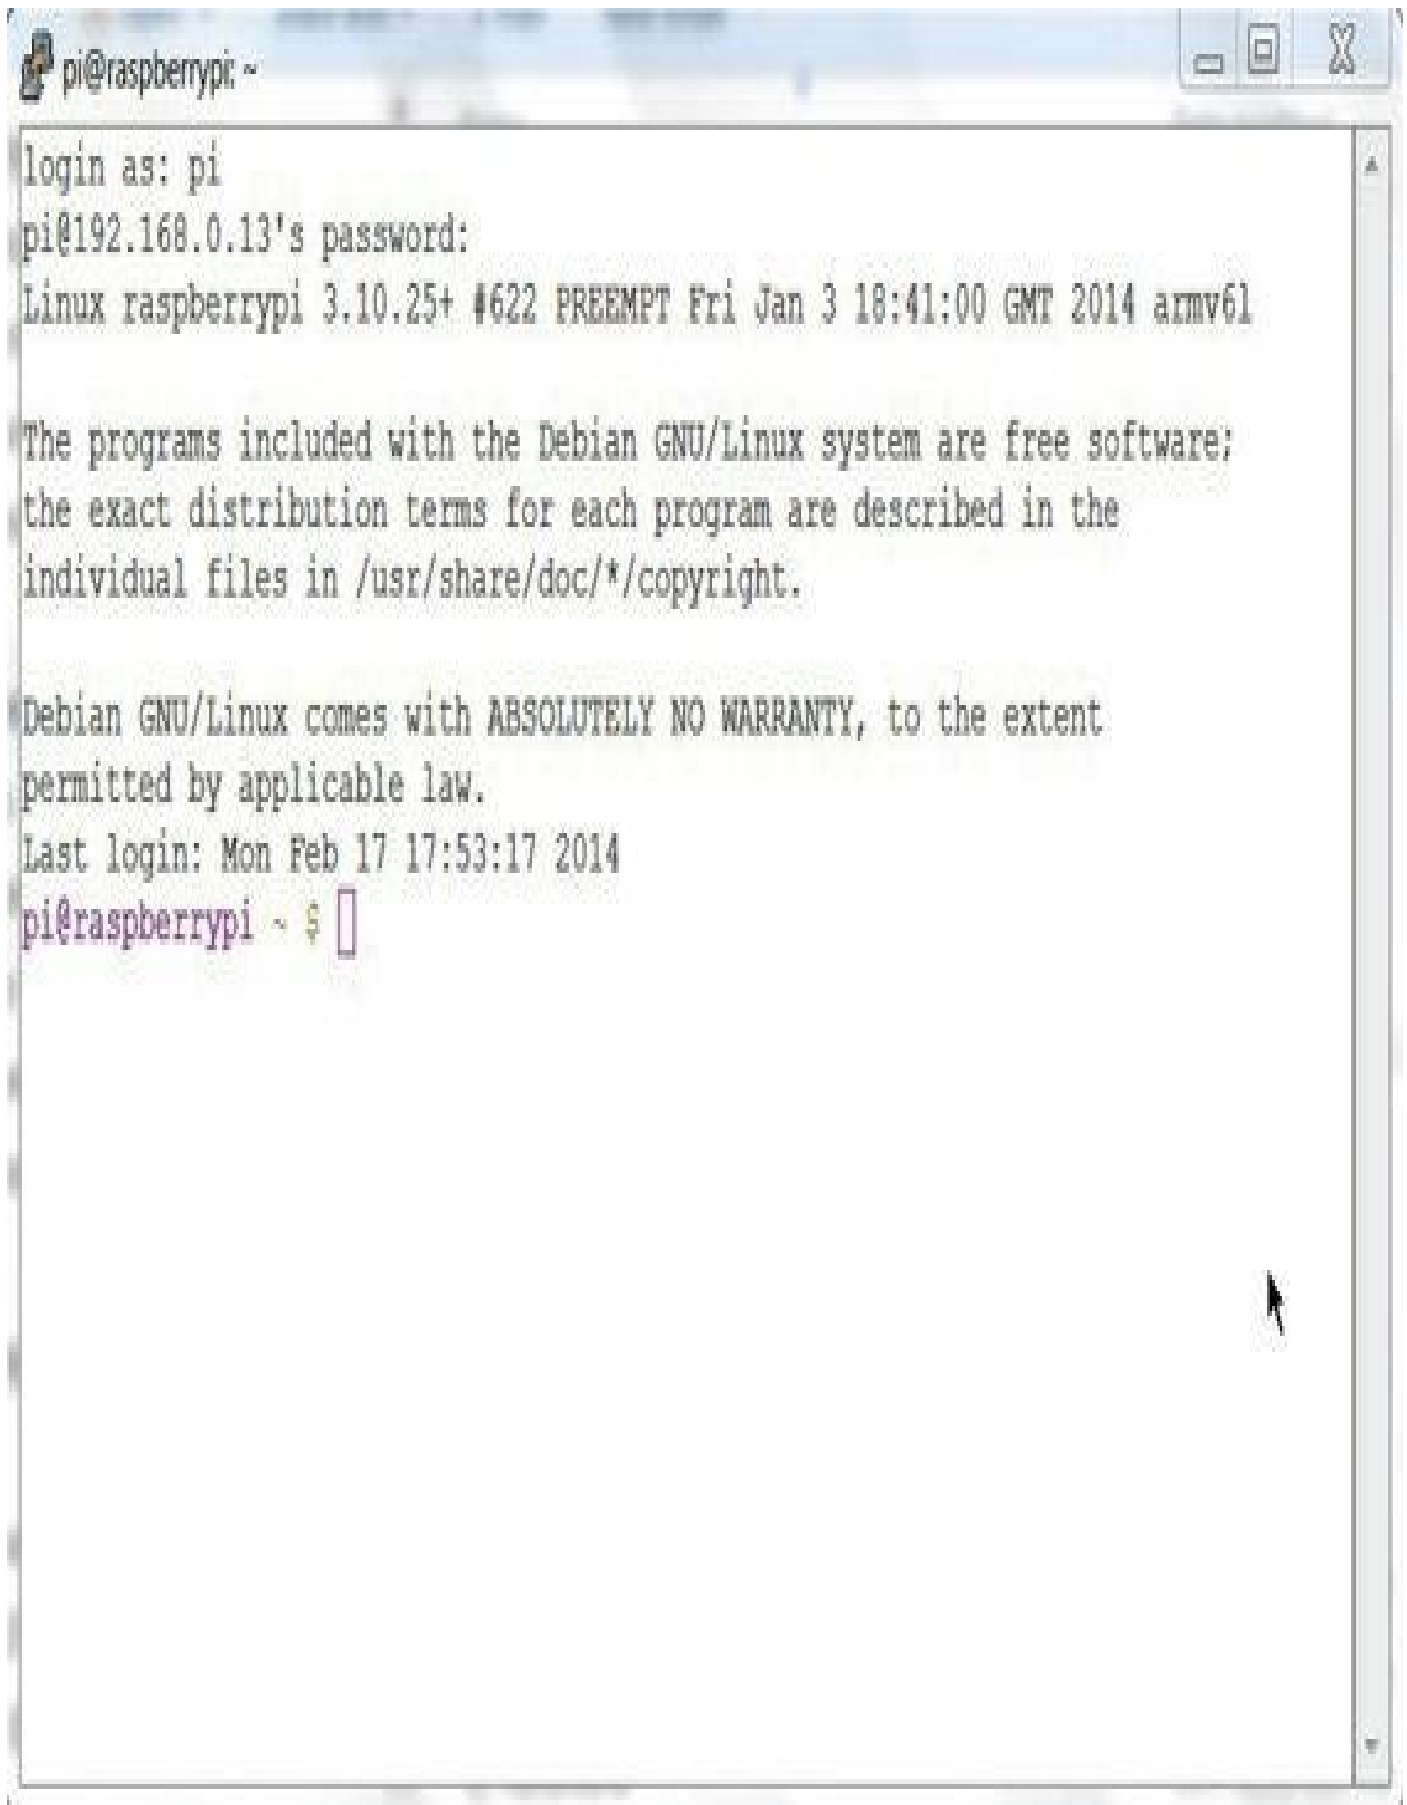 pi@raspberrypi: ~
login as: pi
pi@192.168.0.13's password:
Linux raspberrypi 3.10.25+ #622 PREEMPT Fri Jan 3 18:41:00 GMT 2014 armv6l
The programs included with the Debian GNU/Linux system are free software;
the exact distribution terms for each program are described in the
individual files in /usr/share/doc/*/copyright.
Debian GNU/Linux comes with ABSOLUTELY NO WARRANTY, to the extent
permitted by applicable law.
Last login: Mon Feb 17 17:53:17 2014
pi@raspberrypi ~ $